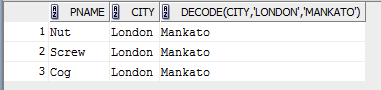 PNAME CITY DECODE(CITY,'LONDON','MANKATO')
1 Nut London Mankato
2 Screw London Mankato
3 Cog London Mankato